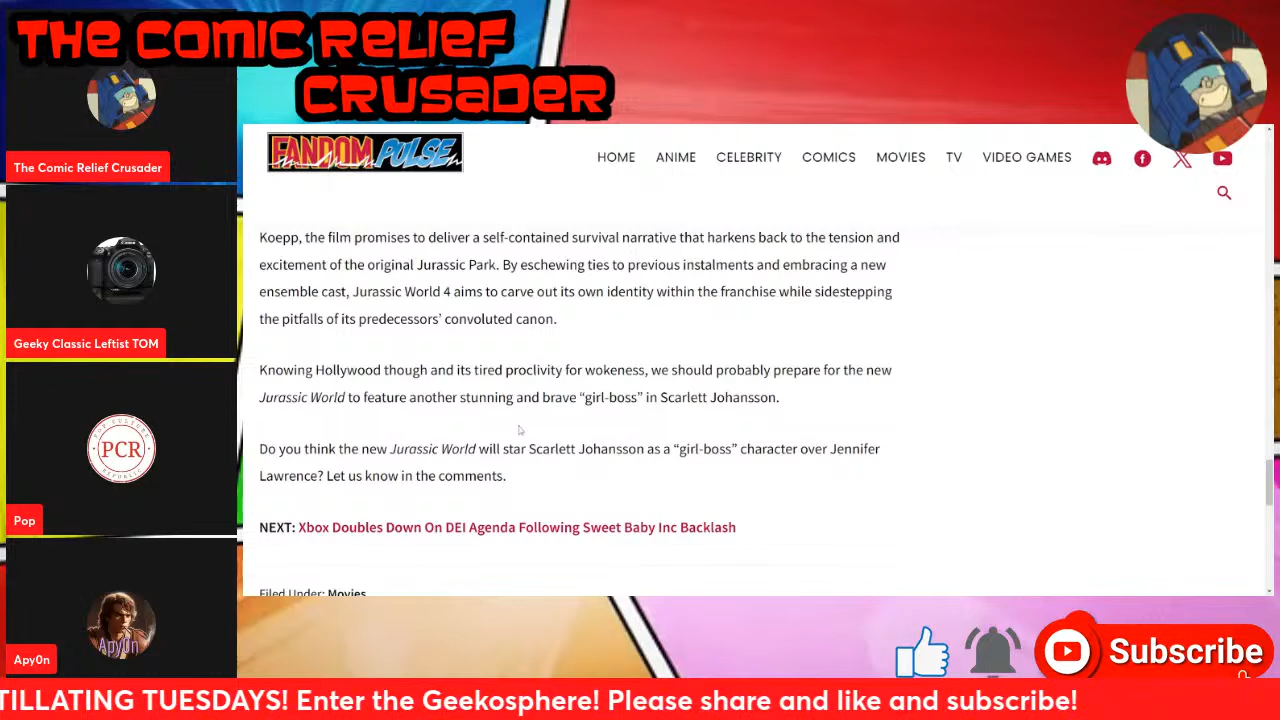 THE COMIC RELIEF
CRUSADER
The Comic Relief Crusader
Geeky Classic Leftist TOM
POP CULTURE
PCR
REPUBLIC
Pop
Apy0n
Apy0n
FANDOM PULSE
HOME ANIME CELEBRITY COMICS MOVIES TV VIDEO GAMES
Koepp, the film promises to deliver a self-contained survival narrative that harkens back to the tension and
excitement of the original Jurassic Park. By eschewing ties to previous instalments and embracing a new
ensemble cast, Jurassic World 4 aims to carve out its own identity within the franchise while sidestepping
the pitfalls of its predecessors’ convoluted canon.
Knowing Hollywood though and its tired proclivity for wokeness, we should probably prepare for the new
Jurassic World to feature another stunning and brave “girl-boss” in Scarlett Johansson.
Do you think the new Jurassic World will star Scarlett Johansson as a “girl-boss” character over Jennifer
Lawrence? Let us know in the comments.
NEXT: Xbox Doubles Down On DEI Agenda Following Sweet Baby Inc Backlash
Filed Under: Movies
Subscribe
TILLATING TUESDAYS! Enter the Geekosphere! Please share and like and subscribe!